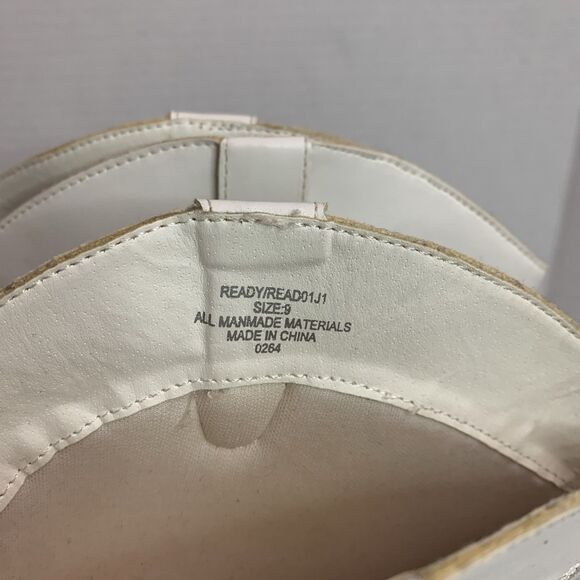 READY/READ01J1
SIZE:9
ALL MANMADE MATERIALS
MADE IN CHINA
0264